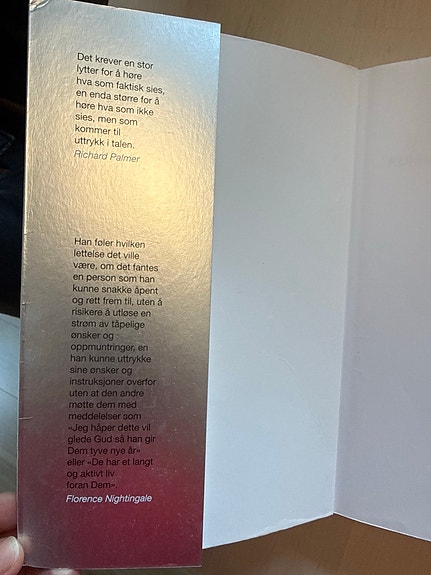 Det krever en stor
lytter for å høre
hva som faktisk sies,
en enda større for å
høre hva som ikke
sies, men som
kommer til
uttrykk i talen.
Richard Palmer
Han føler hvilken
lettelse det ville
være, om det fantes
en person som han
kunne snakke åpent
og rett frem til, uten å
risikere å utløse en
strøm av tåpelige
ønsker og
oppmuntringer, en
han kunne uttrykke
sine ønsker og
instruksjoner overfor
uten at den andre
møtte dem med
meddelelser som
«Jeg håper dette vil
glede Gud så han gir
Dem tyve nye år»
eller «De har et langt
og aktivt liv
foran Dem».
Florence Nightingale